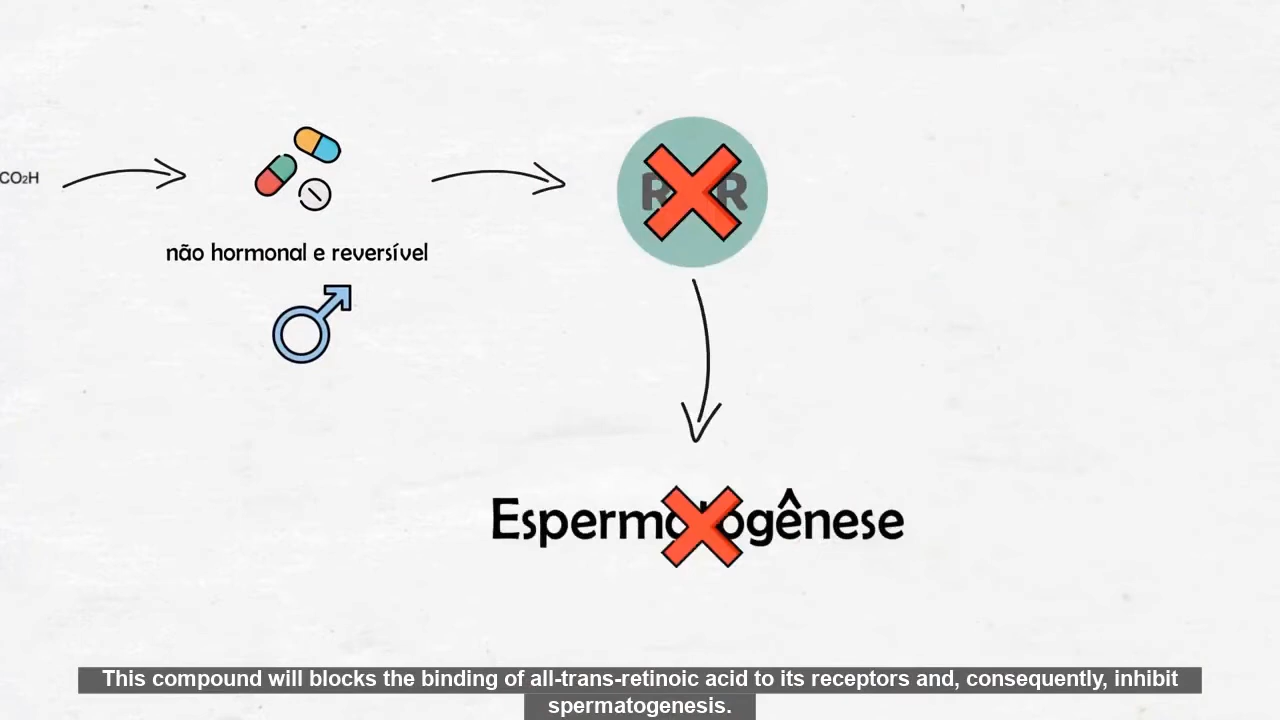 CO₂H
não hormonal e reversível
This compound will blocks the binding of all-trans-retinoic acid to its receptors and, consequently, inhibit
spermatogenesis.